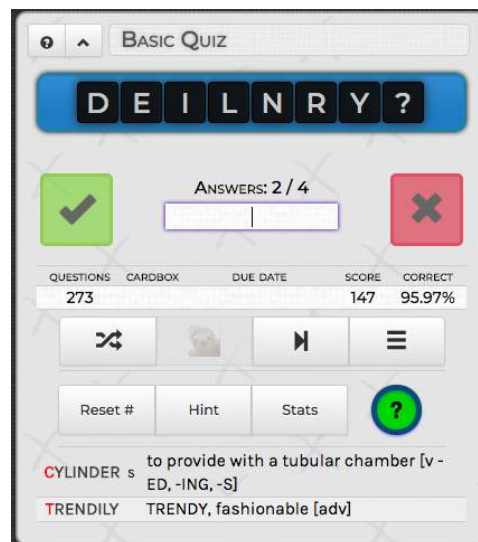 BASIC QUIZ
D E I L N R Y ?
ANSWERS: 2 / 4
QUESTIONS CARDBOX DUE DATE SCORE CORRECT
273 147 95.97%
Reset # Hint Stats ?
CYLINDER s to provide with a tubular chamber [v -
ED, -ING, -S]
TRENDILY TRENDY, fashionable [adv]